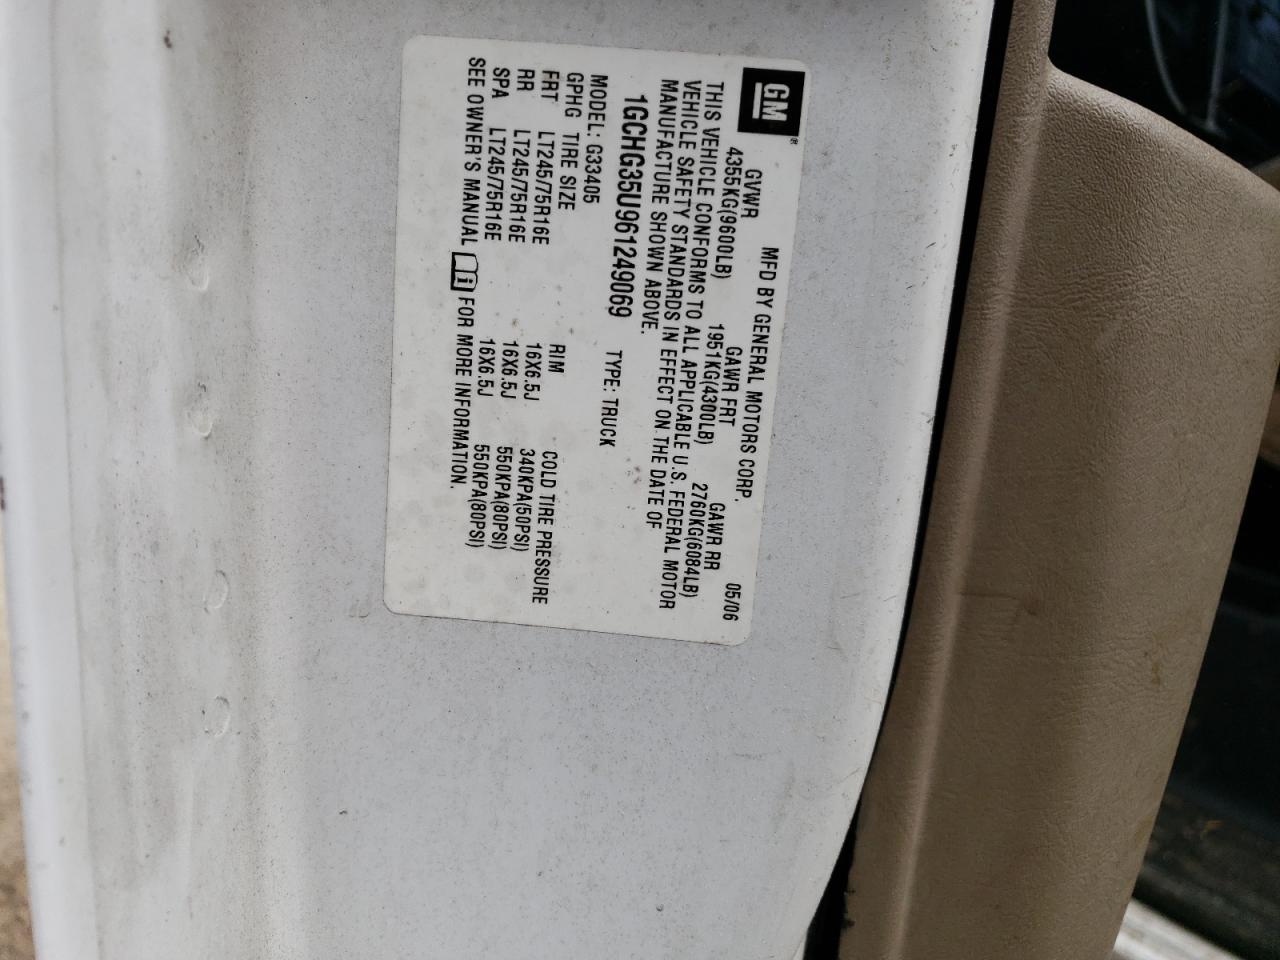 GM
MFD BY GENERAL MOTORS CORP. 05/06
GVWR GAWR FRT GAWR RR
4355KG(9600LB) 1951KG(4300LB) 2760KG(6084LB)
THIS VEHICLE CONFORMS TO ALL APPLICABLE U.S. FEDERAL MOTOR
VEHICLE SAFETY STANDARDS IN EFFECT ON THE DATE OF
MANUFACTURE SHOWN ABOVE.
1GCHG35U961249069 TYPE: TRUCK
MODEL: G33405
GPHG TIRE SIZE RIM COLD TIRE PRESSURE
FRT LT245/75R16E 16X6.5J 340KPA(50PSI)
RR LT245/75R16E 16X6.5J 550KPA(80PSI)
SPA LT245/75R16E 16X6.5J 550KPA(80PSI)
SEE OWNER'S MANUAL i FOR MORE INFORMATION.